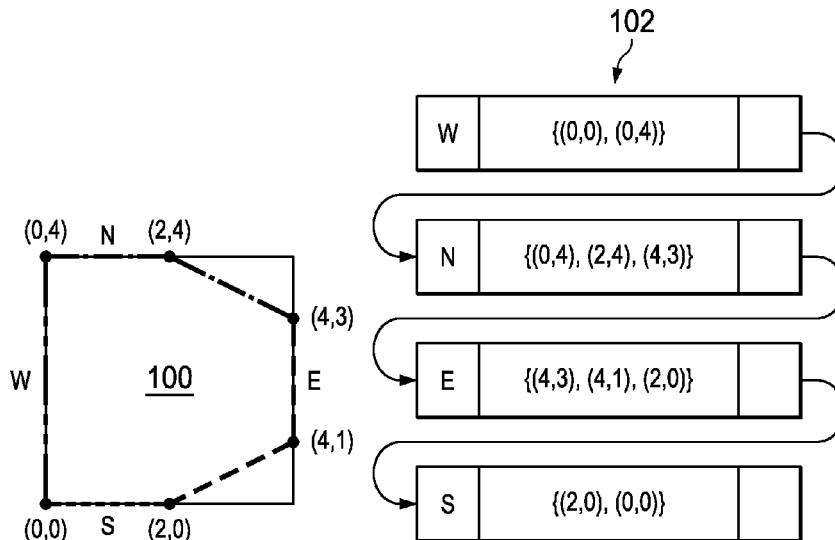 102
W {(0,0), (0,4)}
N {(0,4), (2,4), (4,3)}
E {(4,3), (4,1), (2,0)}
S {(2,0), (0,0)}
(0,4) N (2,4)
(4,3)
W 100 E
(4,1)
(0,0) S (2,0)